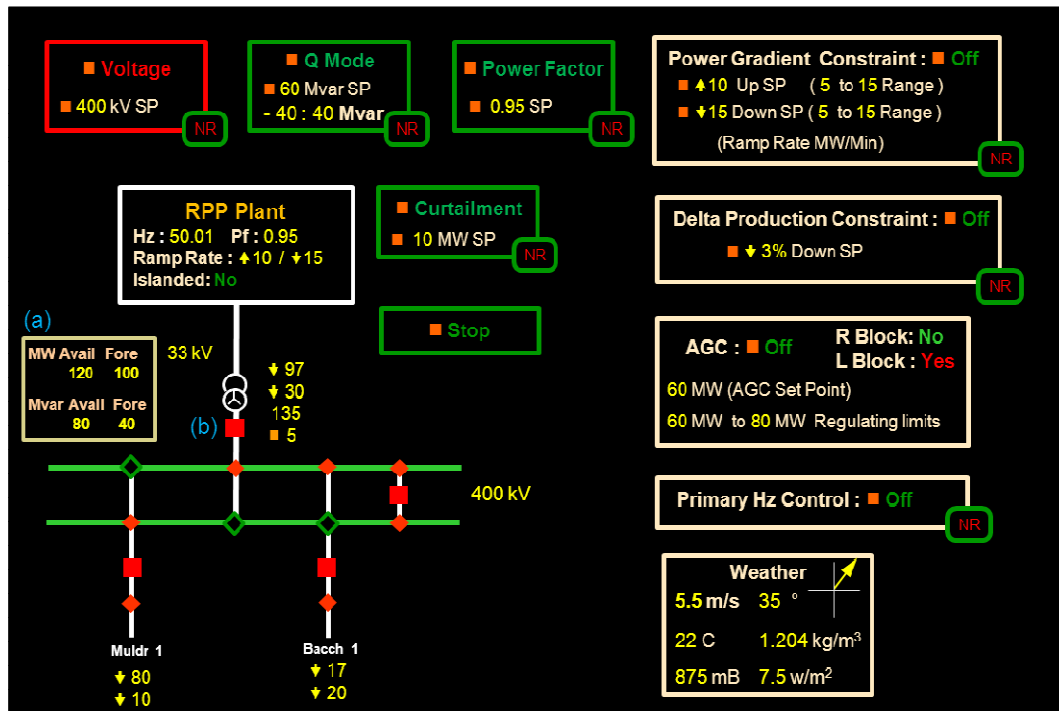 Voltage
400 kV SP
NR
Q Mode
60 Mvar SP
- 40 : 40 Mvar
NR
Power Factor
0.95 SP
NR
Power Gradient Constraint : Off
10 Up SP ( 5 to 15 Range )
15 Down SP ( 5 to 15 Range )
(Ramp Rate MW/Min)
NR
RPP Plant
Hz : 50.01 Pf : 0.95
Ramp Rate : 10 / 15
Islanded: No
Curtailment
10 MW SP
NR
Delta Production Constraint : Off
3% Down SP
NR
Stop
(a)
MW Avail Fore
120 100
Mvar Avail Fore
80 40
33 kV
97
30
135
5
(b)
AGC : Off
R Block: No
L Block : Yes
60 MW (AGC Set Point)
60 MW to 80 MW Regulating limits
400 kV
Primary Hz Control : Off
NR
Weather
5.5 m/s 35 °
22 C 1.204 kg/m³
875 mB 7.5 w/m²
Muldr 1
80
10
Bacch 1
17
20